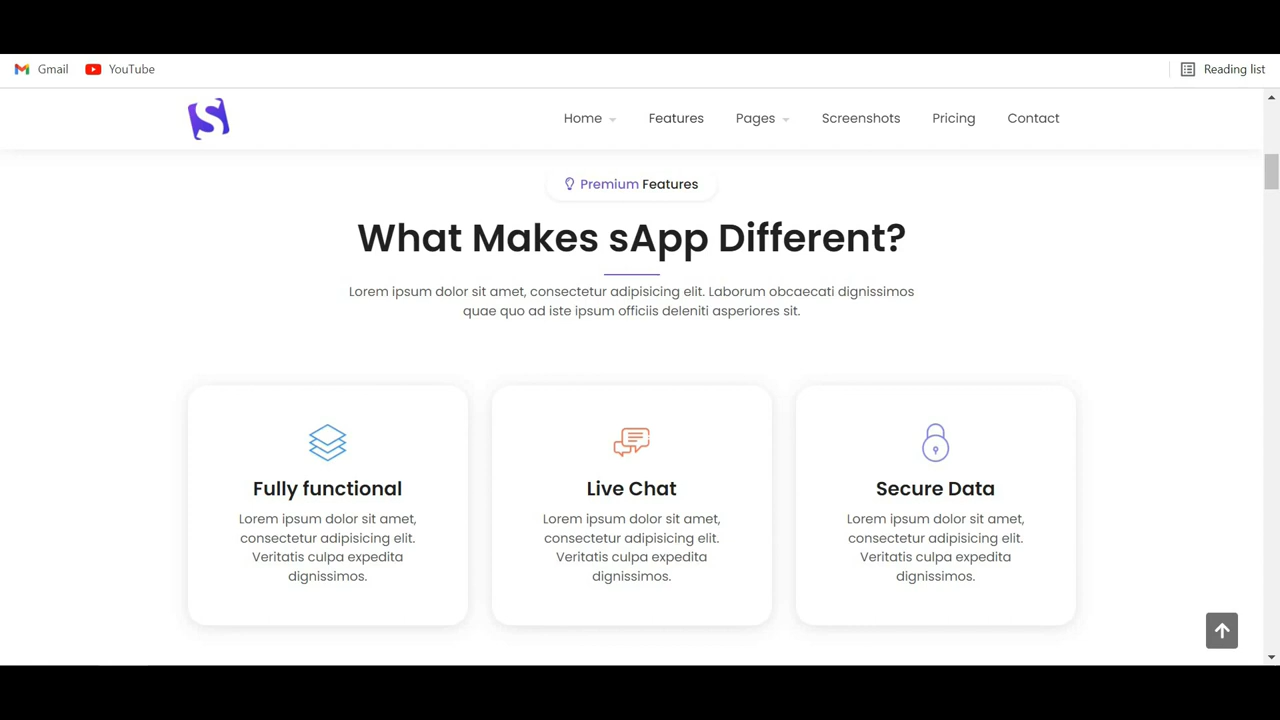 Gmail YouTube Reading list
Home Features Pages Screenshots Pricing Contact
Premium Features
What Makes sApp Different?
Lorem ipsum dolor sit amet, consectetur adipisicing elit. Laborum obcaecati dignissimos
quae quo ad iste ipsum officiis deleniti asperiores sit.
Fully functional
Lorem ipsum dolor sit amet,
consectetur adipisicing elit.
Veritatis culpa expedita
dignissimos.
Live Chat
Lorem ipsum dolor sit amet,
consectetur adipisicing elit.
Veritatis culpa expedita
dignissimos.
Secure Data
Lorem ipsum dolor sit amet,
consectetur adipisicing elit.
Veritatis culpa expedita
dignissimos.